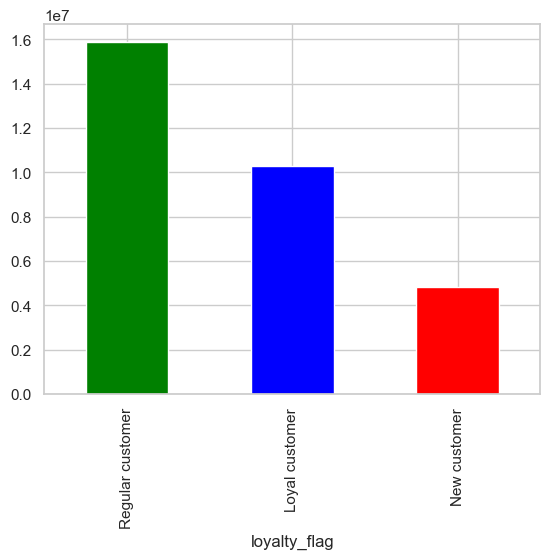 1e7
1.6
1.4
1.2
1.0
0.8
0.6
0.4
0.2
0.0
Regular customer
Loyal customer
New customer
loyalty_flag